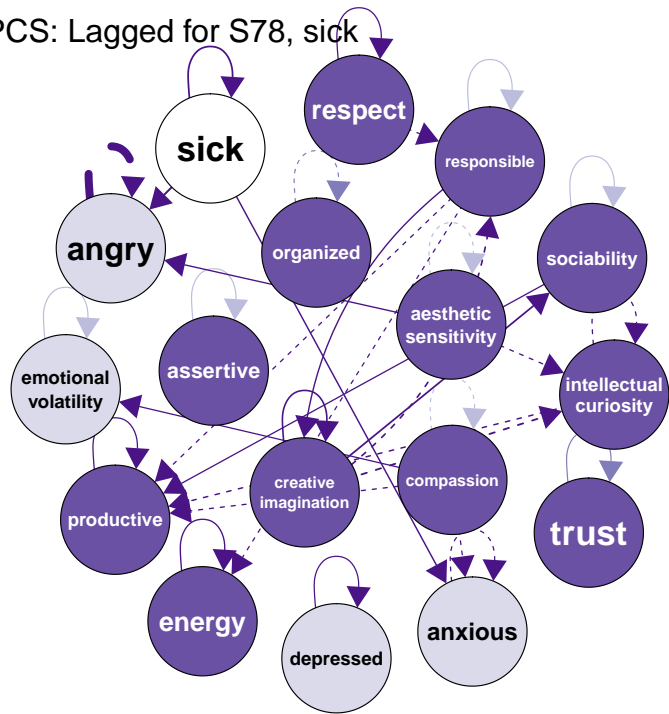 PCS: Lagged for S78, sick
respect
sick
responsible
angry
organized
sociability
aesthetic
sensitivity
emotional
volatility
assertive
intellectual
curiosity
creative
imagination
compassion
productive
trust
energy
anxious
depressed